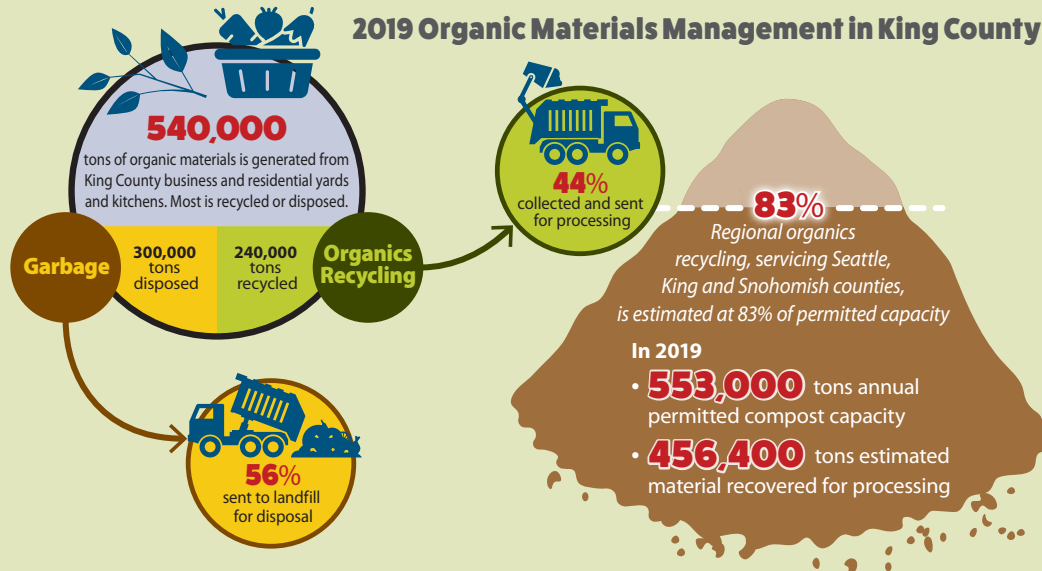 2019 Organic Materials Management in King County
540,000
tons of organic materials is generated from
King County business and residential yards
and kitchens. Most is recycled or disposed.
Garbage
300,000
tons
disposed
240,000
tons
recycled
Organics
Recycling
44%
collected and sent
for processing
56%
sent to landfill
for disposal
83%
Regional organics
recycling, servicing Seattle,
King and Snohomish counties,
is estimated at 83% of permitted capacity
In 2019
• 553,000 tons annual
permitted compost capacity
• 456,400 tons estimated
material recovered for processing